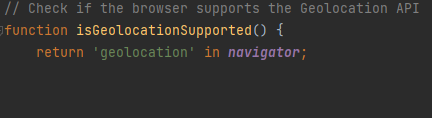 // Check if the browser supports the Geolocation API
function isGeolocationSupported() {
    return 'geolocation' in navigator;